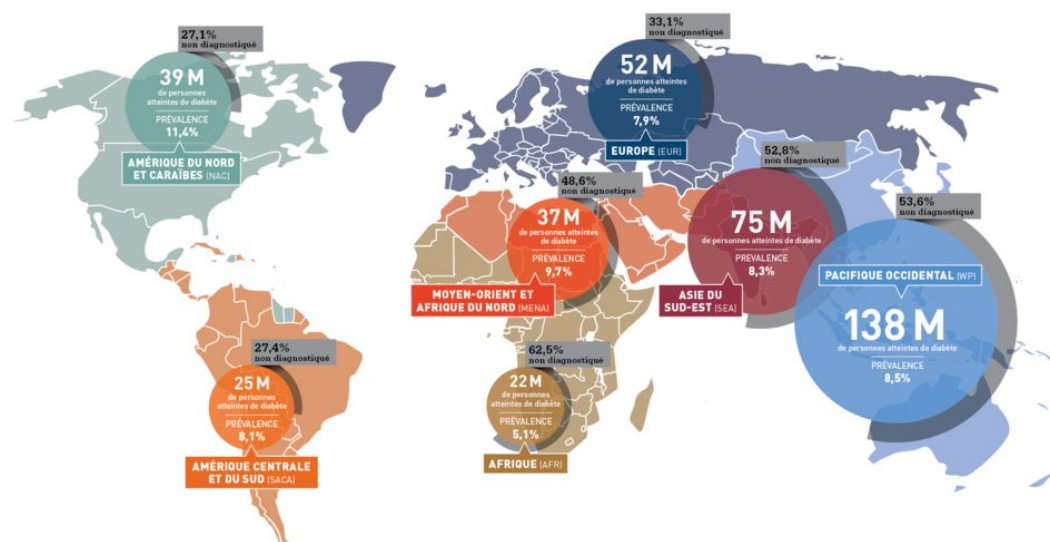 27,1%
non diagnostiqué
39 M
de personnes
atteintes de diabète
PRÉVALENCE
11,4%
AMÉRIQUE DU NORD
ET CARAÏBES (NAC)
33,1%
non diagnostiqué
52 M
de personnes atteintes
de diabète
PRÉVALENCE
7,9%
EUROPE (EUR)
48,6%
non diagnostiqué
37 M
de personnes atteintes
de diabète
PRÉVALENCE
9,7%
MOYEN-ORIENT ET
AFRIQUE DU NORD (MENA)
52,8%
non diagnostiqué
75 M
de personnes atteintes de diabète
PRÉVALENCE
8,3%
ASIE DU
SUD-EST (SEA)
53,6%
non diagnostiqué
PACIFIQUE OCCIDENTAL (WP)
138 M
de personnes atteintes de diabète
PRÉVALENCE
8,5%
27,4%
non diagnostiqué
25 M
de personnes
atteintes de diabète
PRÉVALENCE
8,1%
AMÉRIQUE CENTRALE
ET DU SUD (SACA)
62,5%
non diagnostiqué
22 M
de personnes
atteintes de diabète
PRÉVALENCE
5,1%
AFRIQUE (AFR)